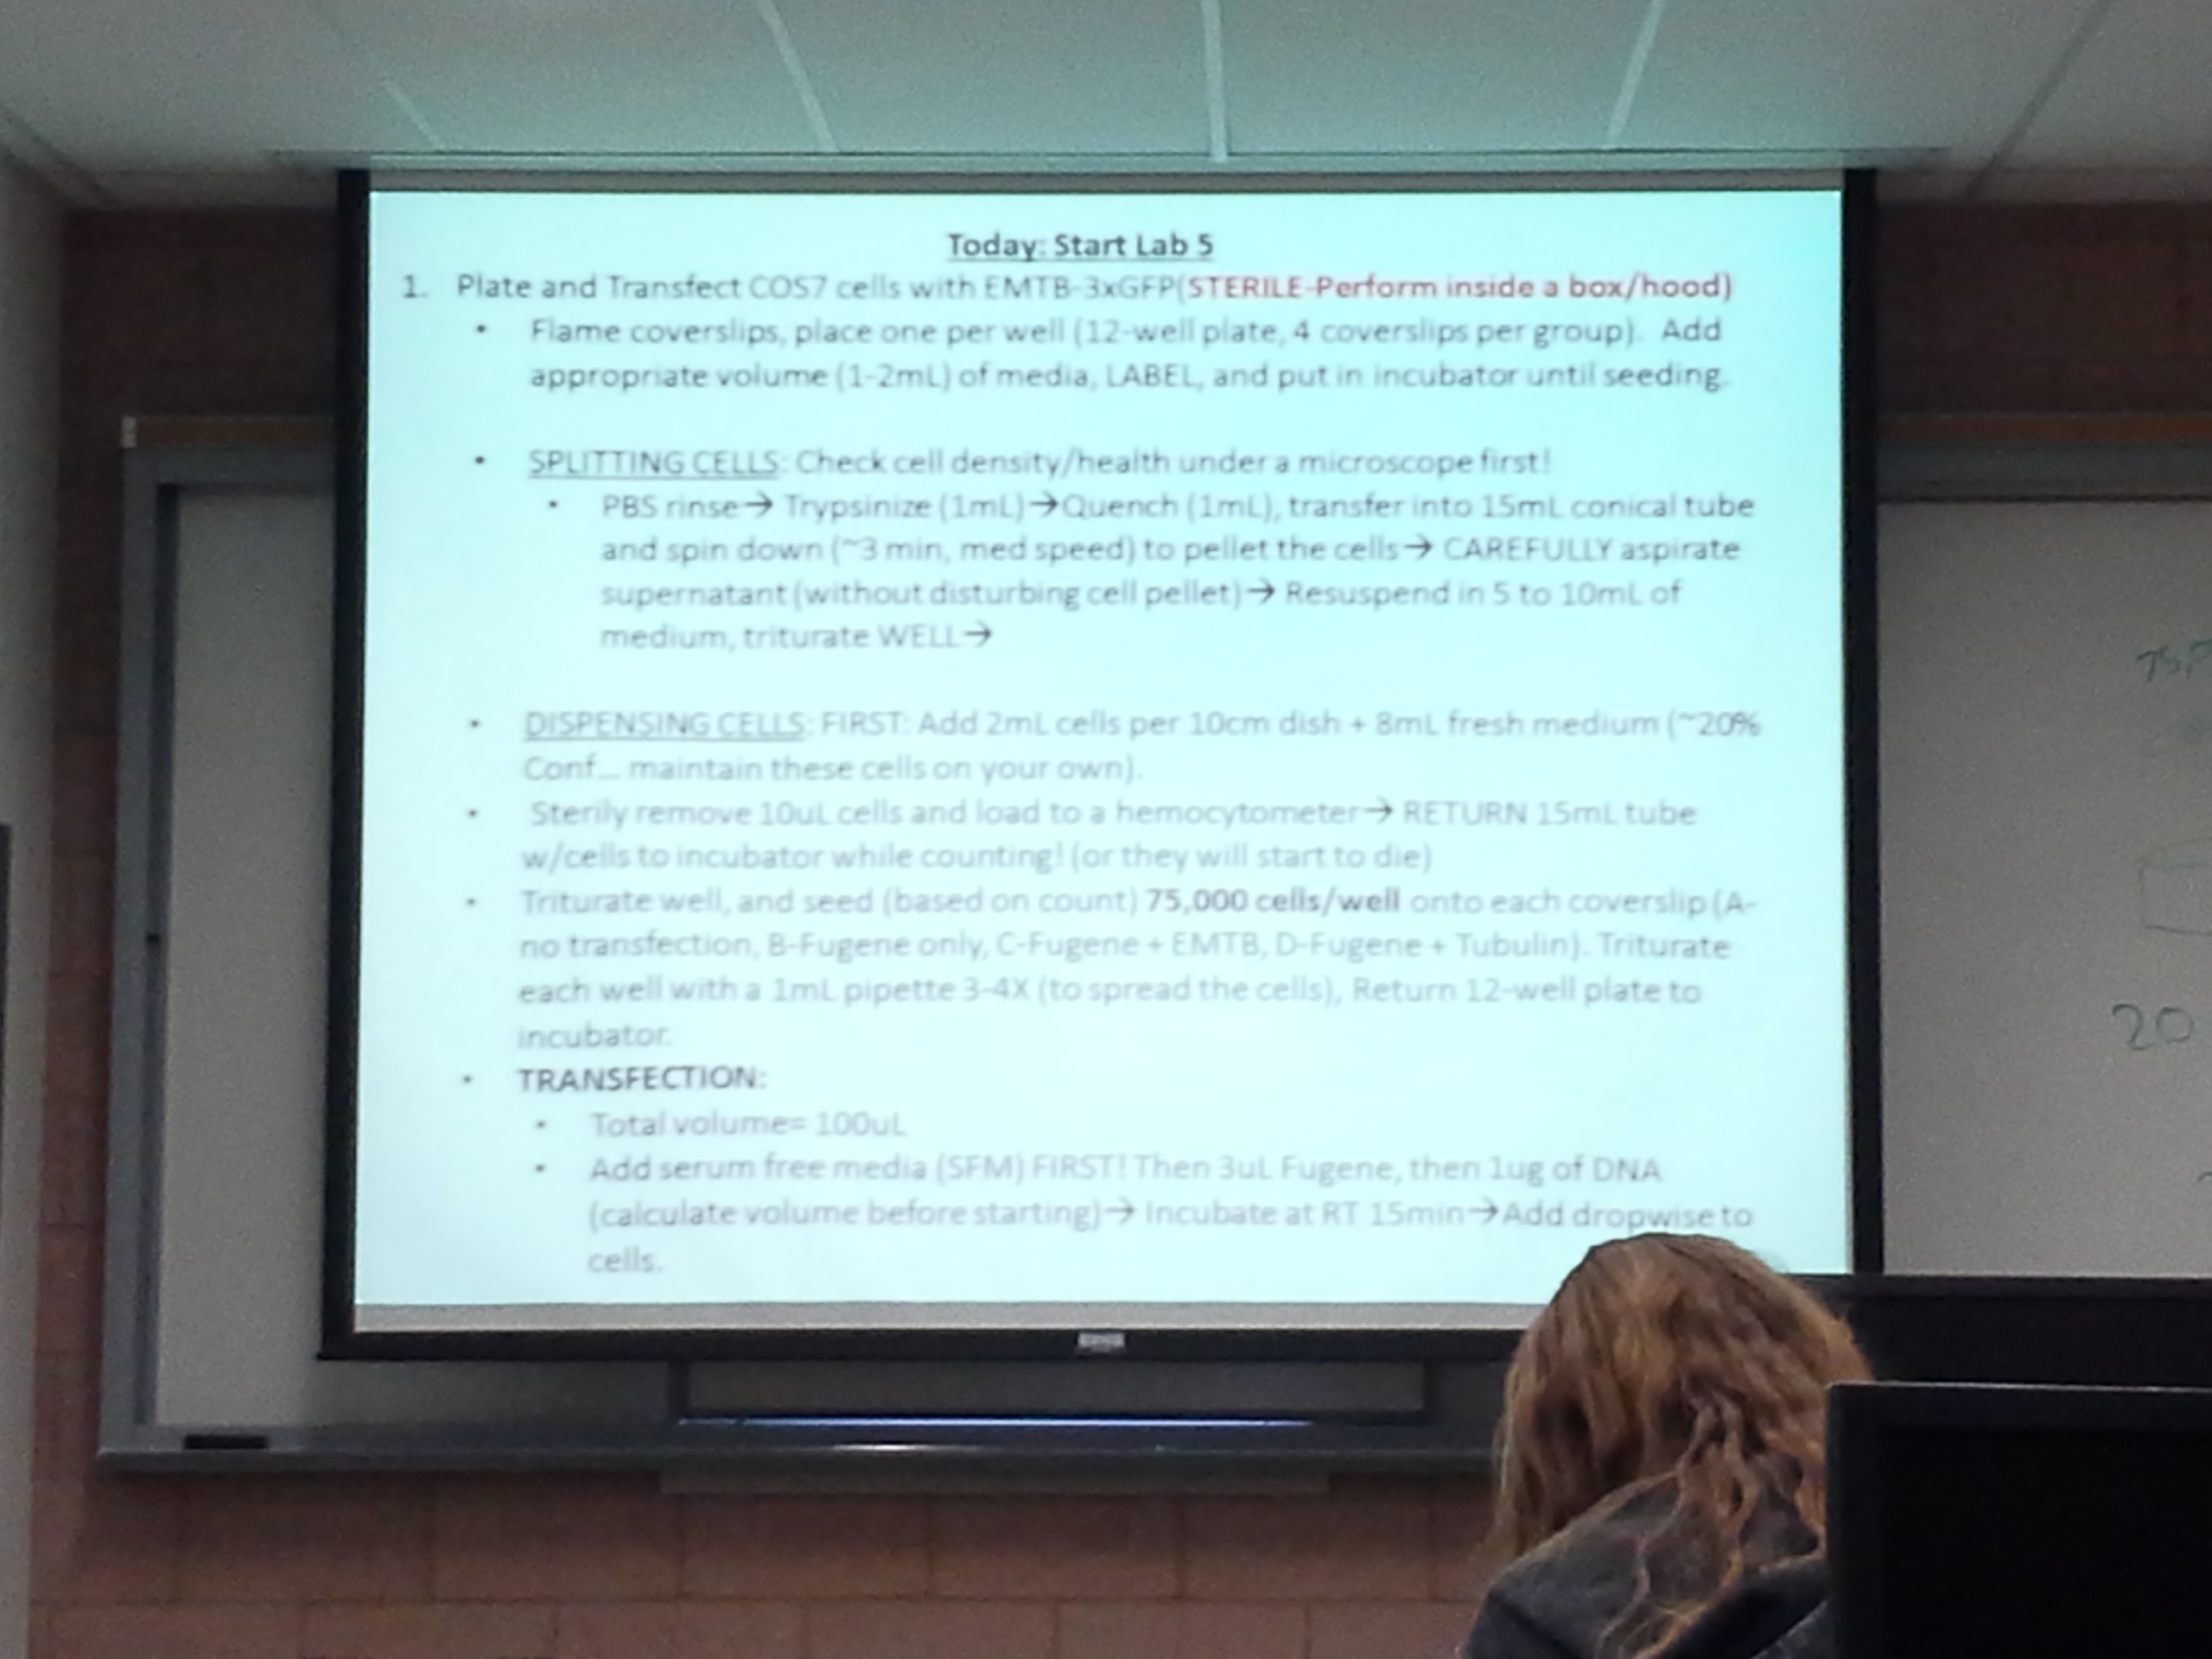 Today: Start Lab 5
1. Plate and Transfect COS7 cells with EMTB-3xGFP(STERILE-Perform inside a box/hood)
• Flame coverslips, place one per well (12-well plate, 4 coverslips per group). Add
appropriate volume (1-2mL) of media, LABEL, and put in incubator until seeding.
• SPLITTING CELLS: Check cell density/health under a microscope first!
• PBS rinse→ Trypsinize (1mL)→Quench (1mL), transfer into 15mL conical tube
and spin down (~3 min, med speed) to pellet the cells→ CAREFULLY aspirate
supernatant (without disturbing cell pellet)→ Resuspend in 5 to 10mL of
medium, triturate WELL→
• DISPENSING CELLS: FIRST: Add 2mL cells per 10cm dish + 8mL fresh medium (~20%
Conf... maintain these cells on your own).
• Sterily remove 10uL cells and load to a hemocytometer→ RETURN 15mL tube
w/cells to incubator while counting! (or they will start to die)
• Triturate well, and seed (based on count) 75,000 cells/well onto each coverslip (A-
no transfection, B-Fugene only, C-Fugene + EMTB, D-Fugene + Tubulin). Triturate
each well with a 1mL pipette 3-4X (to spread the cells), Return 12-well plate to
incubator.
• TRANSFECTION:
• Total volume= 100uL
• Add serum free media (SFM) FIRST! Then 3uL Fugene, then 1ug of DNA
(calculate volume before starting)→ Incubate at RT 15min→Add dropwise to
cells.
20